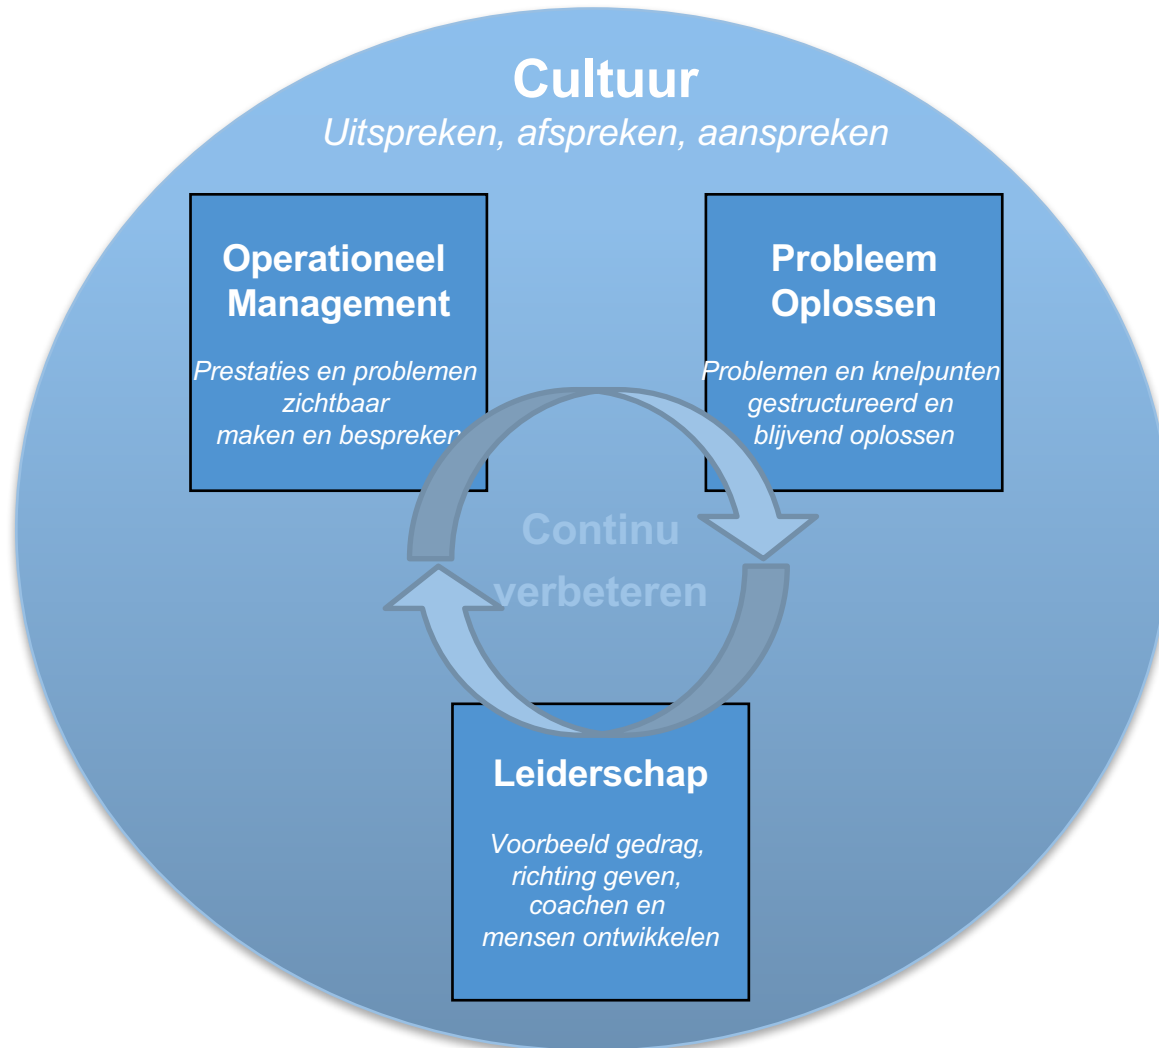 Cultuur
Uitspreken, afspreken, aanspreken
Operationeel
Management
Prestaties en problemen
zichtbaar
maken en bespreken
Probleem
Oplossen
Problemen en knelpunten
gestructureerd en
blijvend oplossen
Continu
verbeteren
Leiderschap
Voorbeeld gedrag,
richting geven,
coachen en
mensen ontwikkelen